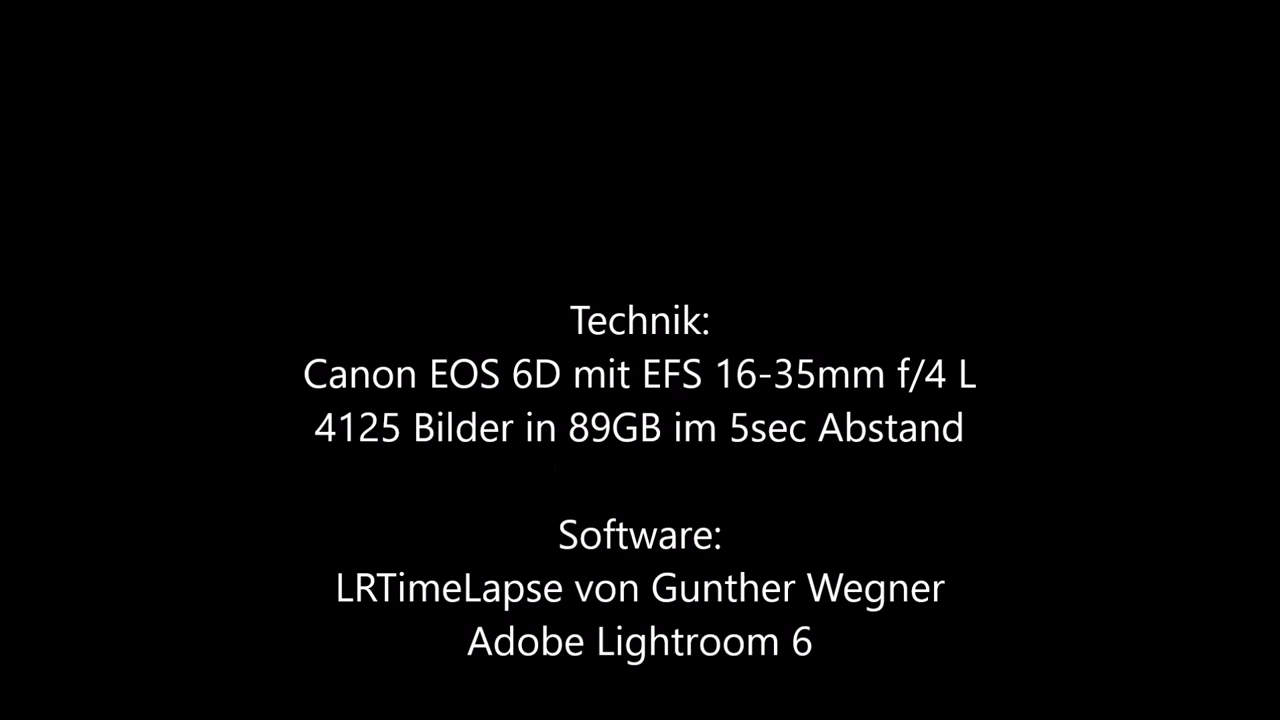 Technik:
Canon EOS 6D mit EFS 16-35mm f/4 L
4125 Bilder in 89GB im 5sec Abstand
Software:
LRTimeLapse von Gunther Wegner
Adobe Lightroom 6